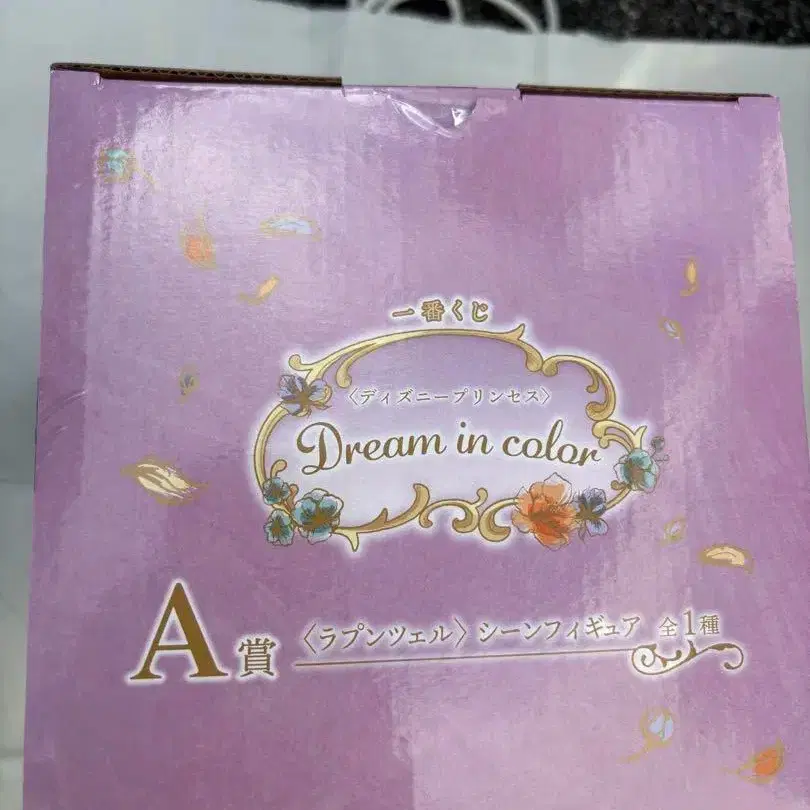 一番くじ
〈ディズニープリンセス〉
Dream in color
A賞 〈ラプンツェル〉シーンフィギュア 全1種